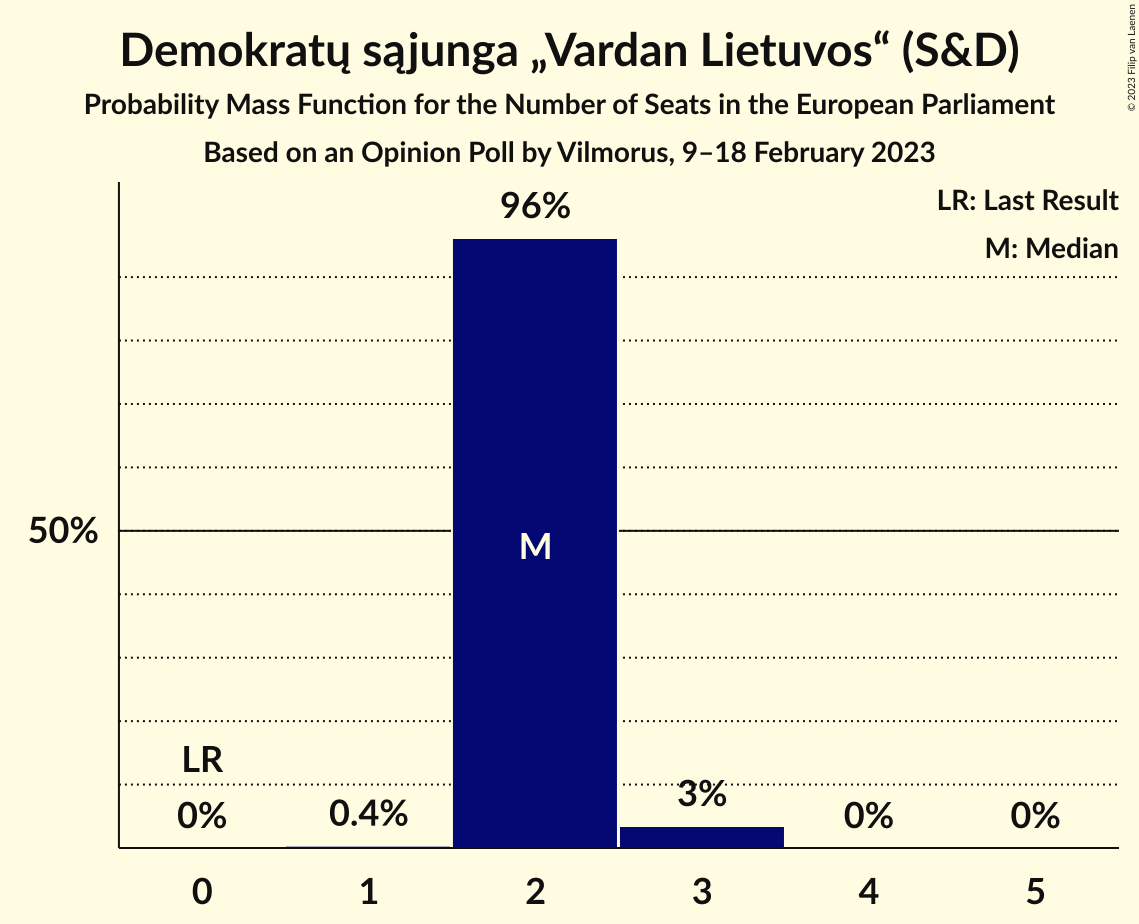 Demokratų sąjunga „Vardan Lietuvos“ (S&D)
Probability Mass Function for the Number of Seats in the European Parliament
Based on an Opinion Poll by Vilmorus, 9–18 February 2023
© 2023 Filip van Laenen
LR: Last Result
M: Median
96%
50%
M
LR
0%
0.4%
3%
0%
0%
0
1
2
3
4
5